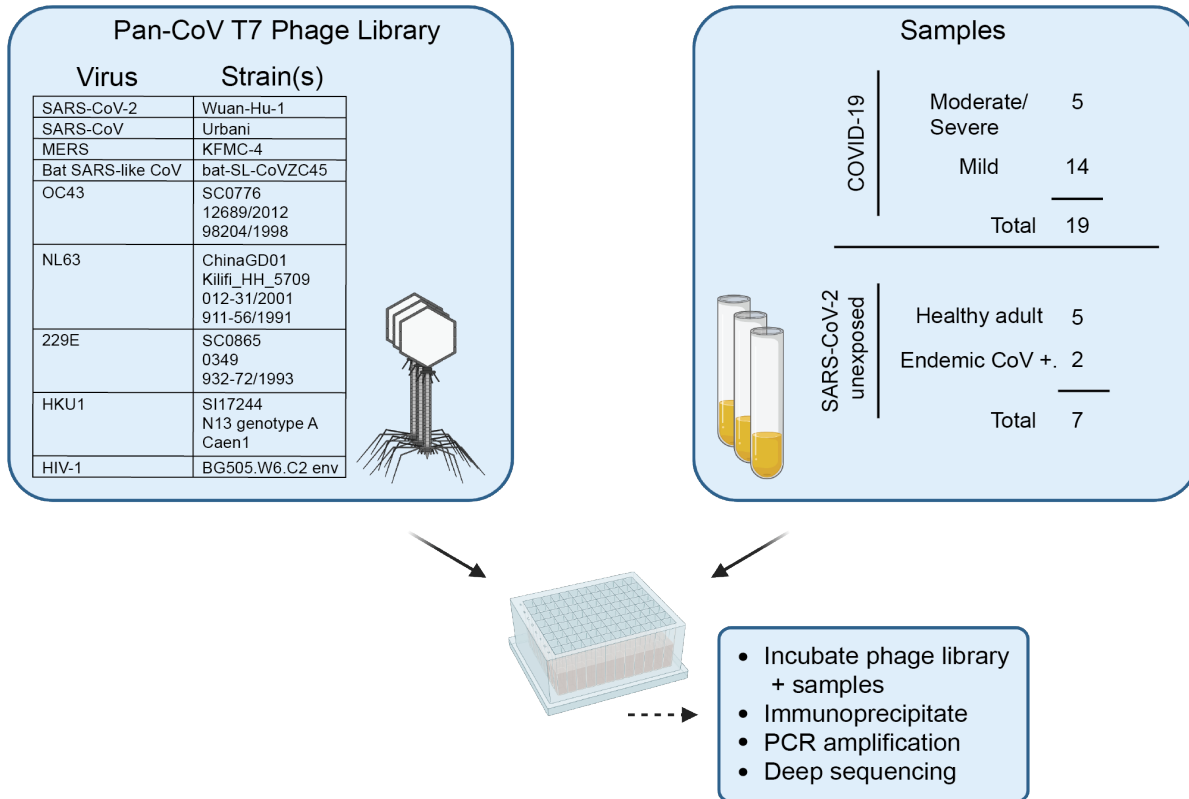 Pan-CoV T7 Phage Library
Virus Strain(s)
SARS-CoV-2 Wuan-Hu-1
SARS-CoV Urbani
MERS KFMC-4
Bat SARS-like CoV bat-SL-CoVZC45
OC43 SC0776
12689/2012
98204/1998
NL63 ChinaGD01
Kilifi_HH_5709
012-31/2001
911-56/1991
229E SC0865
0349
932-72/1993
HKU1 SI17244
N13 genotype A
Caen1
HIV-1 BG505.W6.C2 env
Samples
COVID-19
Moderate/ 5
Severe
Mild 14
Total 19
SARS-CoV-2
unexposed
Healthy adult 5
Endemic CoV +. 2
Total 7
• Incubate phage library
+ samples
• Immunoprecipitate
• PCR amplification
• Deep sequencing